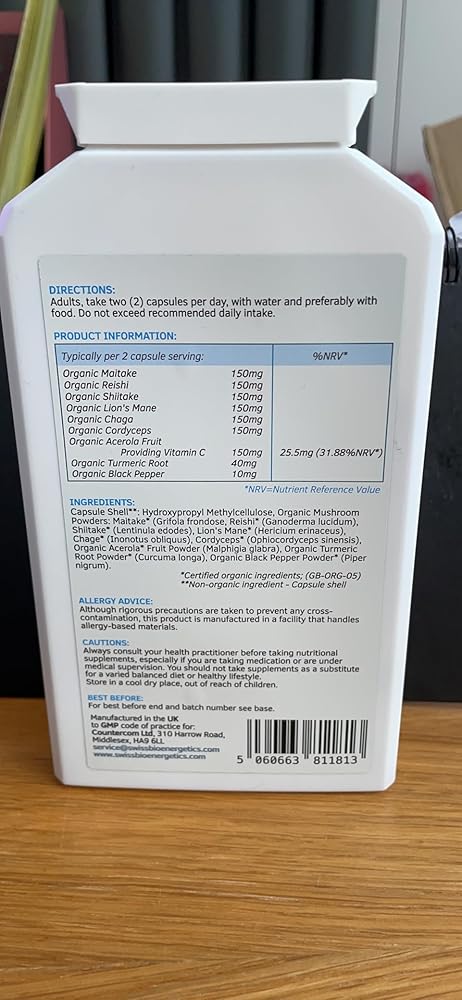 DIRECTIONS:
Adults, take two (2) capsules per day, with water and preferably with
food. Do not exceed recommended daily intake.
PRODUCT INFORMATION:
Typically per 2 capsule serving: %NRV*
Organic Maitake 150mg
Organic Reishi 150mg
Organic Shiitake 150mg
Organic Lion's Mane 150mg
Organic Chaga 150mg
Organic Cordyceps 150mg
Organic Acerola Fruit
Providing Vitamin C 150mg 25.5mg (31.88%NRV*)
Organic Turmeric Root 40mg
Organic Black Pepper 10mg
*NRV=Nutrient Reference Value
INGREDIENTS:
Capsule Shell**: Hydroxypropyl Methylcellulose, Organic Mushroom
Powders: Maitake* (Grifola frondose, Reishi* (Ganoderma lucidum),
Shiitake* (Lentinula edodes), Lion's Mane* (Hericium erinaceus),
Chage* (Inonotus obliquus), Cordyceps* (Ophiocordyceps sinensis),
Organic Acerola* Fruit Powder (Malphigia glabra), Organic Turmeric
Root Powder* (Curcuma longa), Organic Black Pepper Powder* (Piper
nigrum).
*Certified organic ingredients; (GB-ORG-05)
**Non-organic ingredient - Capsule shell
ALLERGY ADVICE:
Although rigorous precautions are taken to prevent any cross-
contamination, this product is manufactured in a facility that handles
allergy-based materials.
CAUTIONS:
Always consult your health practitioner before taking nutritional
supplements, especially if you are taking medication or are under
medical supervision. You should not take supplements as a substitute
for a varied balanced diet or healthy lifestyle.
Store in a cool dry place, out of reach of children.
BEST BEFORE:
For best before end and batch number see base.
Manufactured in the UK
to GMP code of practice for:
Countercom Ltd, 310 Harrow Road,
Middlesex, HA9 6LL
service@swissbioenergetics.com
www.swissbioenergetics.com
5 060663 811813